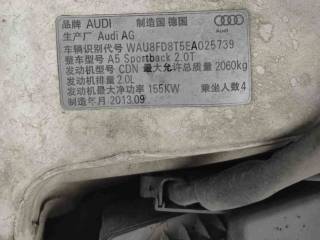 品牌 AUDI 制造国 德国
生产厂 Audi AG
车辆识别代号 WAU8FD8T5EA025739
整车型号 A5 Sportback 2.0T
发动机型号 CDN 最大允许总质量 2060kg
发动机排量 2.0L
发动机最大净功率 155KW 乘坐人数 4
制造年月 2013.09
Audi